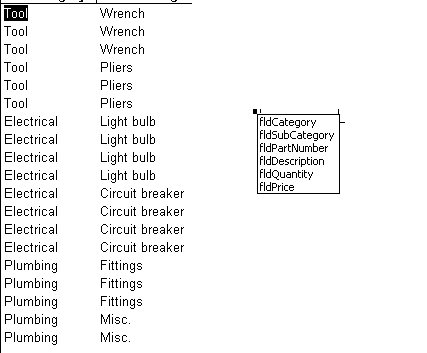 Tool Wrench
Tool Wrench
Tool Wrench
Tool Pliers
Tool Pliers
Tool Pliers
Electrical Light bulb
Electrical Light bulb
Electrical Light bulb
Electrical Light bulb
Electrical Circuit breaker
Electrical Circuit breaker
Electrical Circuit breaker
Electrical Circuit breaker
Plumbing Fittings
Plumbing Fittings
Plumbing Fittings
Plumbing Misc.
Plumbing Misc.
fldCategory
fldSubCategory
fldPartNumber
fldDescription
fldQuantity
fldPrice